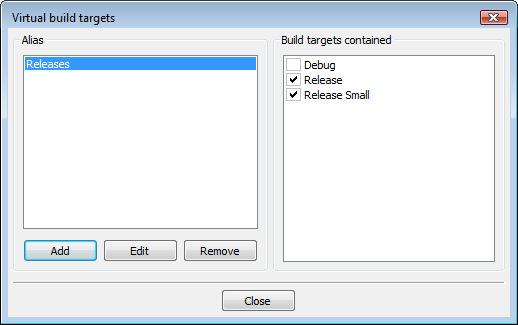 Virtual build targets
Alias
Releases
Add
Edit
Remove
Build targets contained
Debug
Release
Release Small
Close